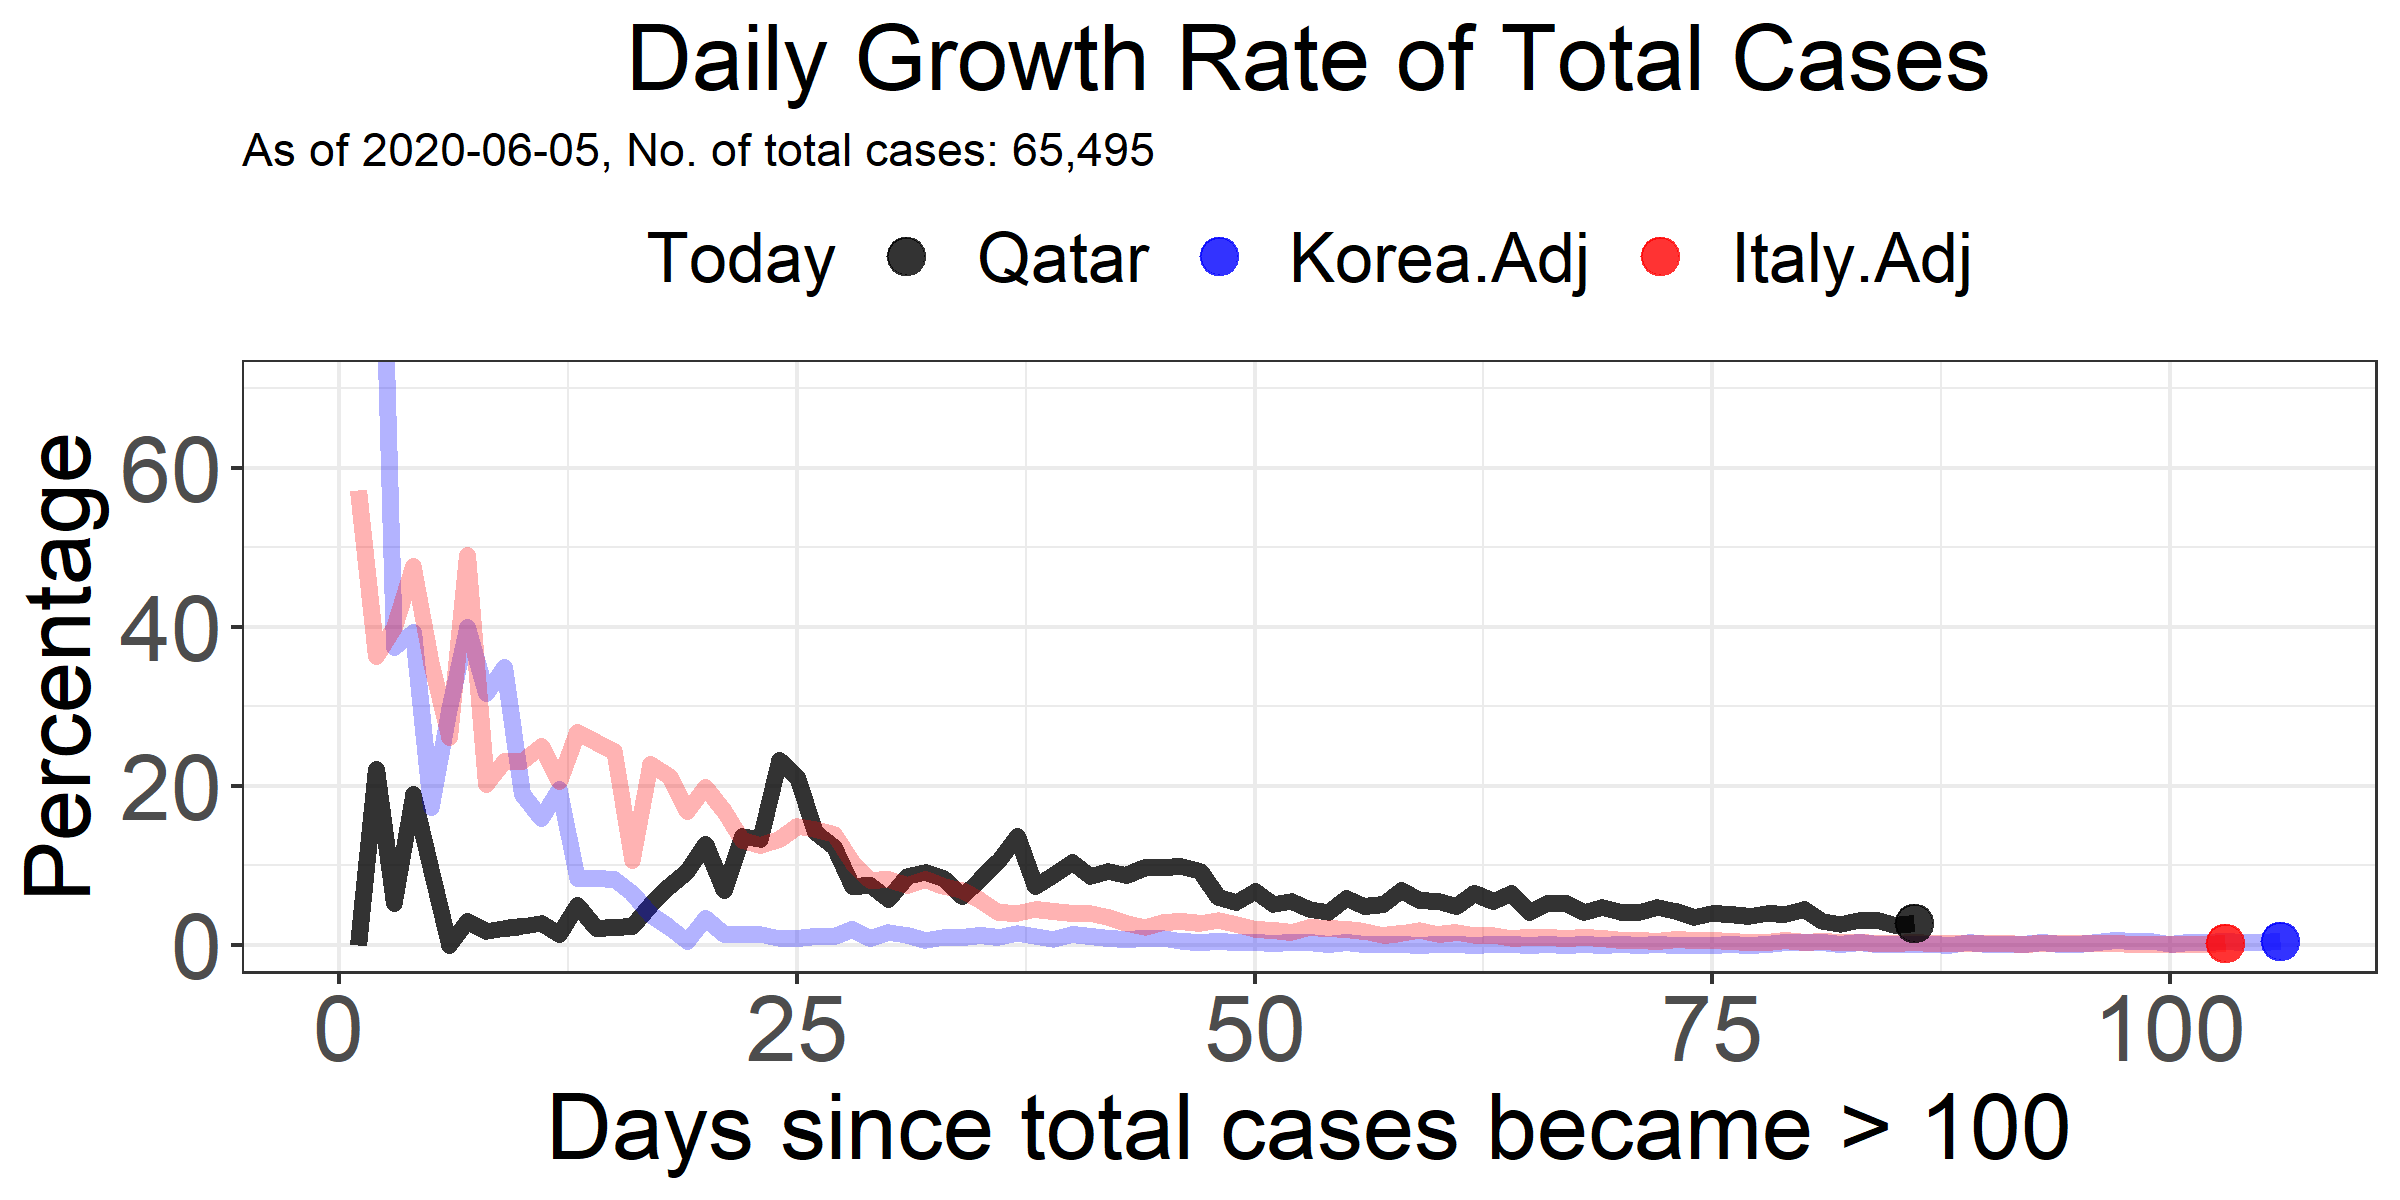 Daily Growth Rate of Total Cases
As of 2020-06-05, No. of total cases: 65,495
Today Qatar Korea.Adj Italy.Adj
Percentage
60
40
20
0
0 25 50 75 100
Days since total cases became > 100